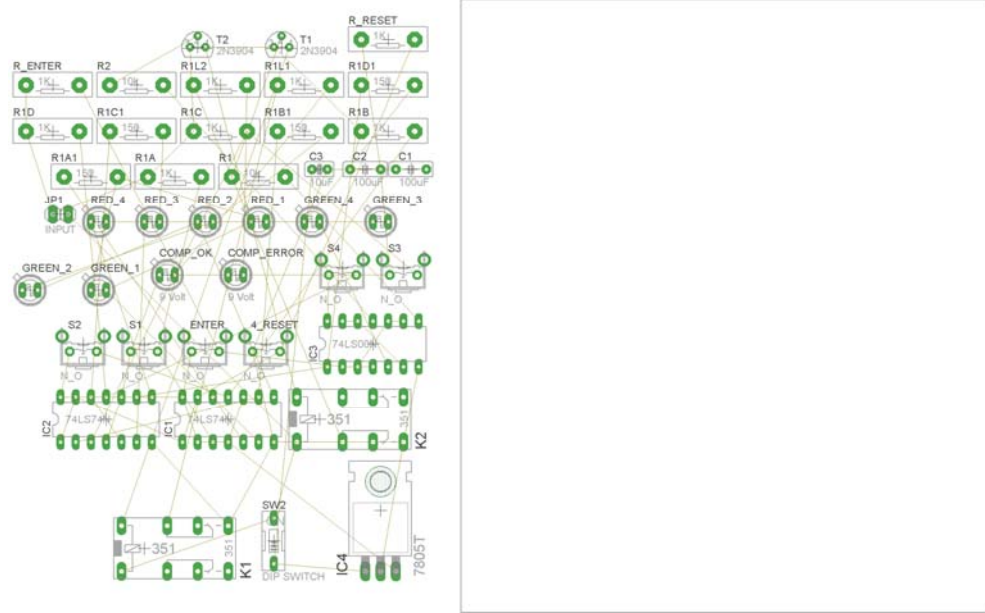 R_RESET
1K
T2
2N3904
T1
2N3904
R_ENTER
1K
R2
10k
R1L2
1K
R1L1
1K
R1D1
150
R1D
1K
R1C1
150
R1C
1K
R1B1
150
R1B
1K
R1A1
150
R1A
1K
R1
10k
C3
10uF
C2
100uF
C1
100uF
JP1
INPUT
RED_4
RED_3
RED_2
RED_1
GREEN_4
GREEN_3
GREEN_2
GREEN_1
COMP_OK
9 Volt
COMP_ERROR
9 Volt
S4
N_O
S3
N_O
S2
N_O
S1
N_O
ENTER
N_O
4_RESET
N_O
IC3
74LS00N
IC2
74LS74N
IC1
74LS74N
351
351
K2
351
351
K1
SW2
ON
DIP SWITCH
IC4
7805T